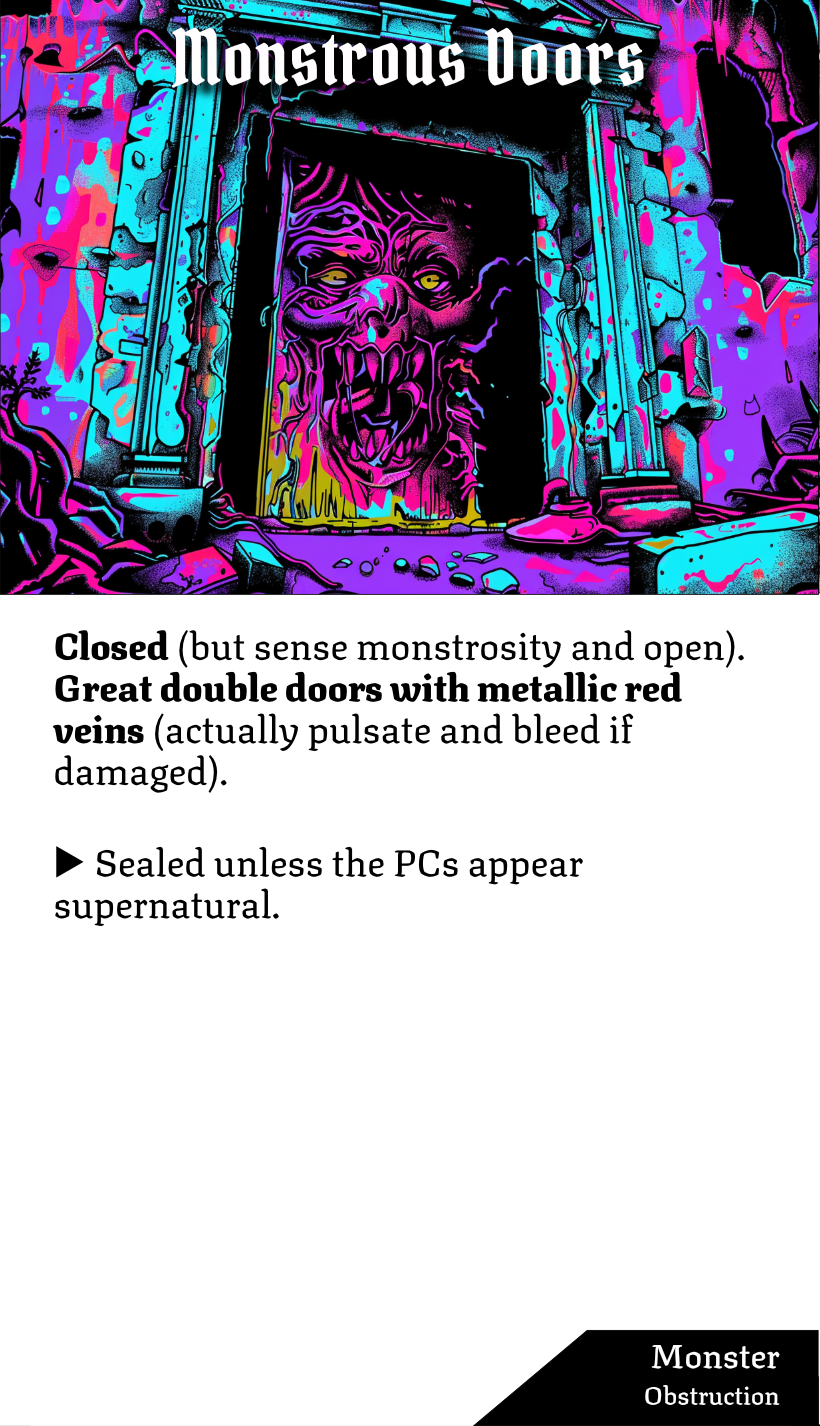 Monstrous Doors
Closed (but sense monstrosity and open).
Great double doors with metallic red
veins (actually pulsate and bleed if
damaged).
▶ Sealed unless the PCs appear
supernatural.
Monster
Obstruction